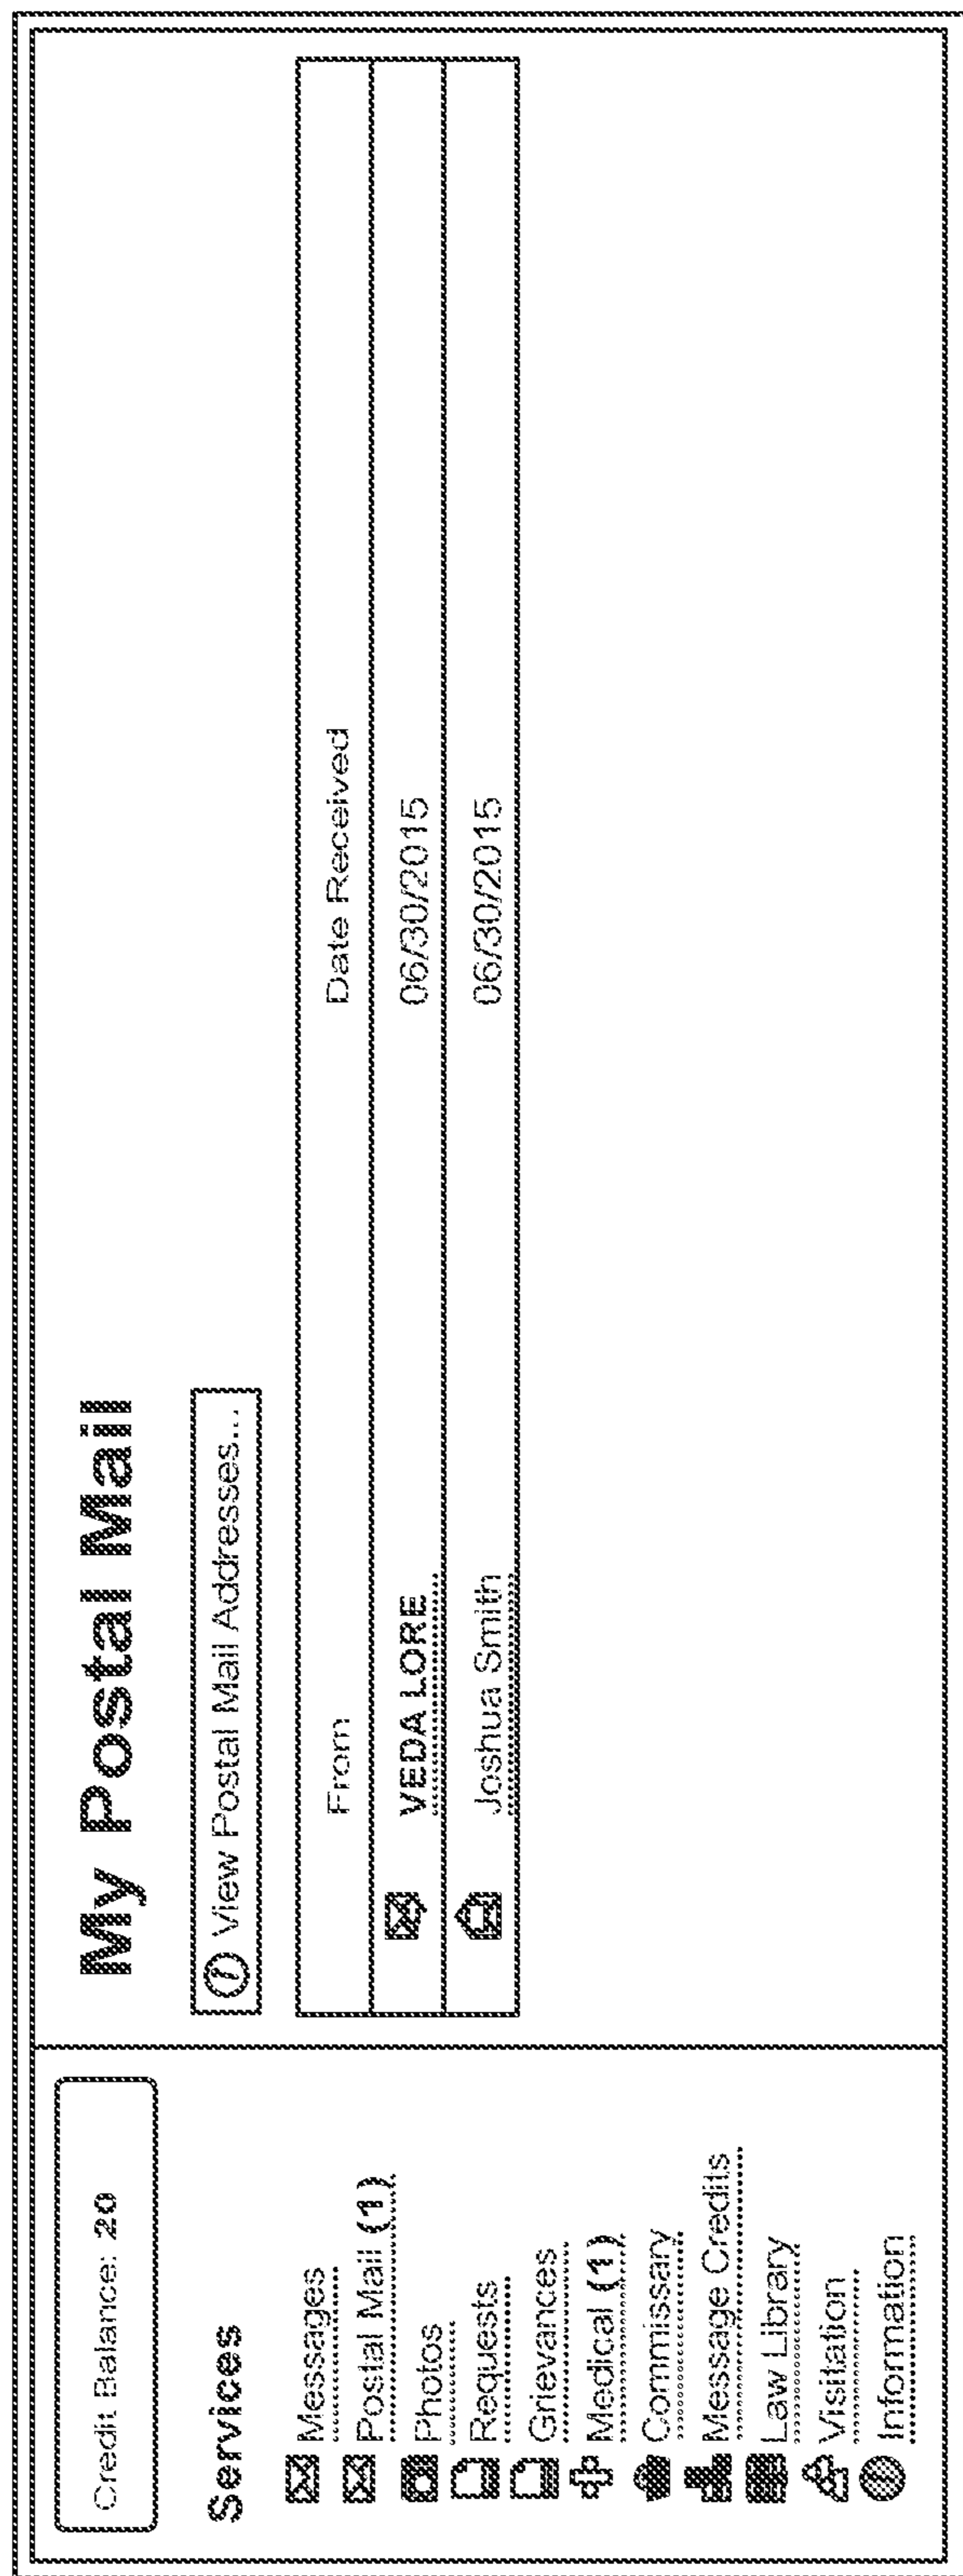 Credit Balance: 20
Services
Messages
Postal Mail (1)
Photos
Requests
Grievances
Medical (1)
Commissary
Message Credits
Law Library
Visitation
Information
My Postal Mail
View Postal Mail Addresses...
From Date Received
VEDA LORE 06/30/2015
Joshua Smith 06/30/2015